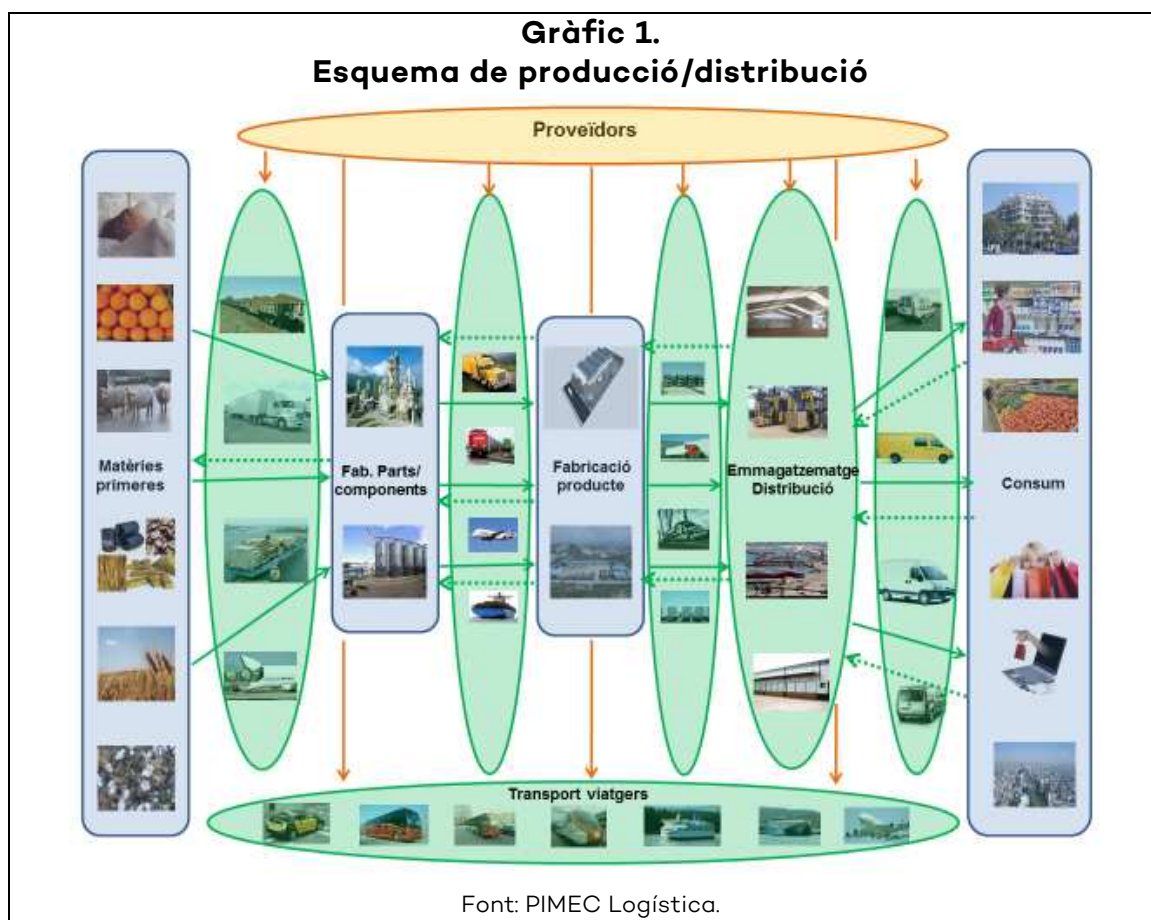 Gràfic 1.
Esquema de producció/distribució
Proveïdors
Matèries
primeres
Fab. Parts/
components
Fabricació
producte
Emmagatzematge
Distribució
Consum
Transport viatgers
Font: PIMEC Logística.